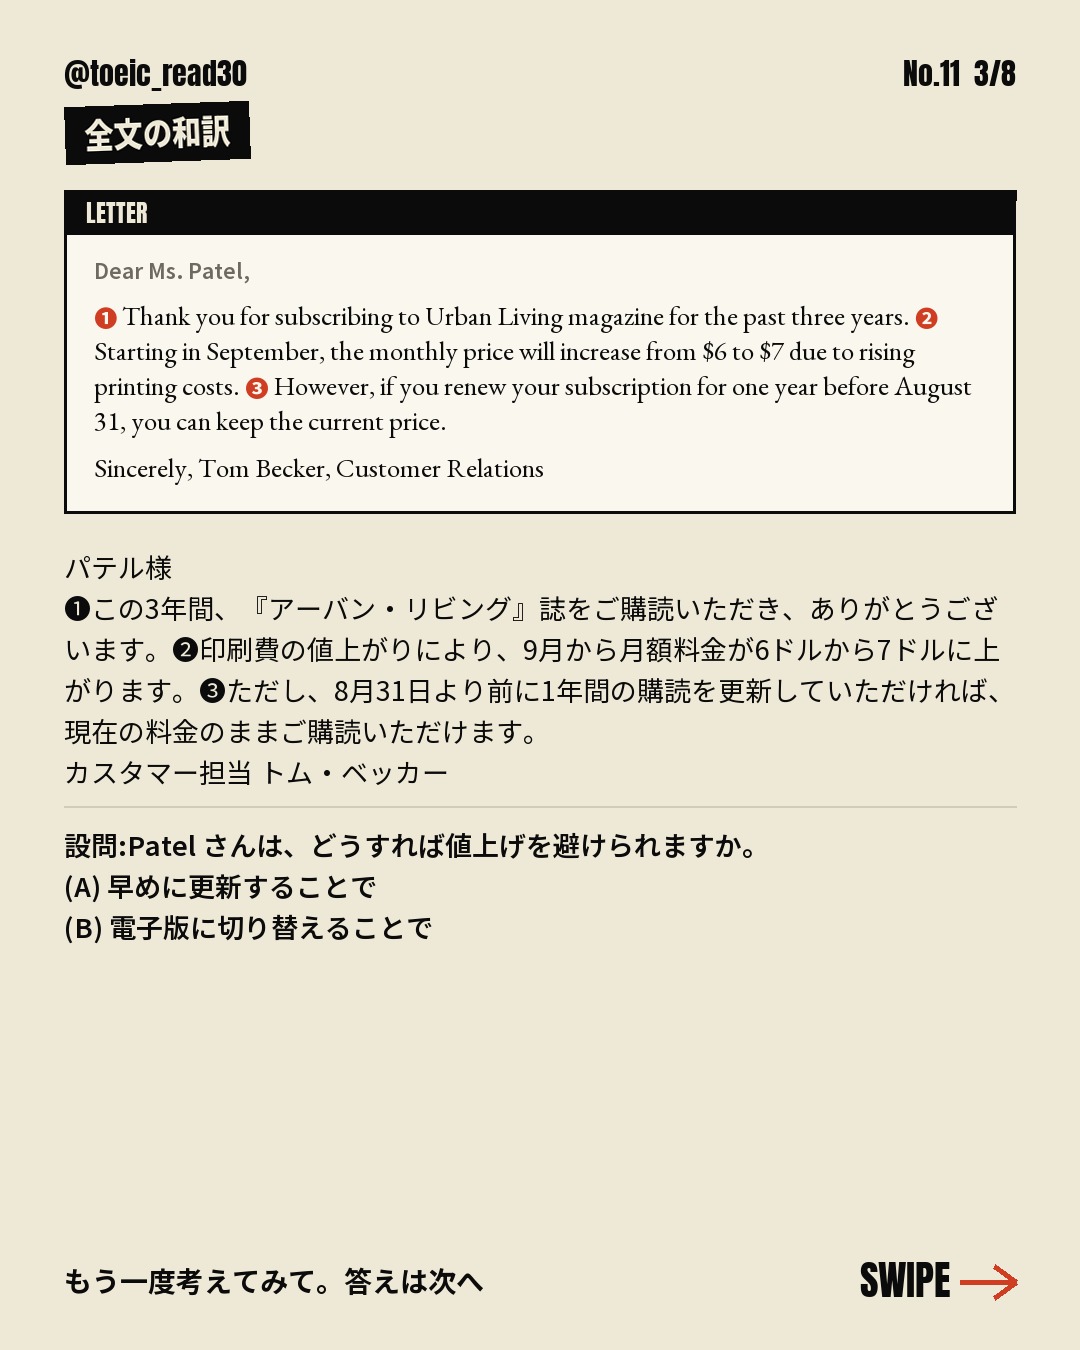 @toeic_read30
No.11 3/8
全文の和訳
LETTER
Dear Ms. Patel,
❶ Thank you for subscribing to Urban Living magazine for the past three years. ❷
Starting in September, the monthly price will increase from $6 to $7 due to rising
printing costs. ❸ However, if you renew your subscription for one year before August
31, you can keep the current price.
Sincerely, Tom Becker, Customer Relations
パテル様
❶この3年間、『アーバン・リビング』誌をご購読いただき、ありがとうござ
います。❷印刷費の値上がりにより、9月から月額料金が6ドルから7ドルに上
がります。❸ただし、8月31日より前に1年間の購読を更新していただければ、
現在の料金のままご購読いただけます。
カスタマー担当 トム・ベッカー
設問:Patel さんは、どうすれば値上げを避けられますか。
(A) 早めに更新することで
(B) 電子版に切り替えることで
もう一度考えてみて。答えは次へ
SWIPE